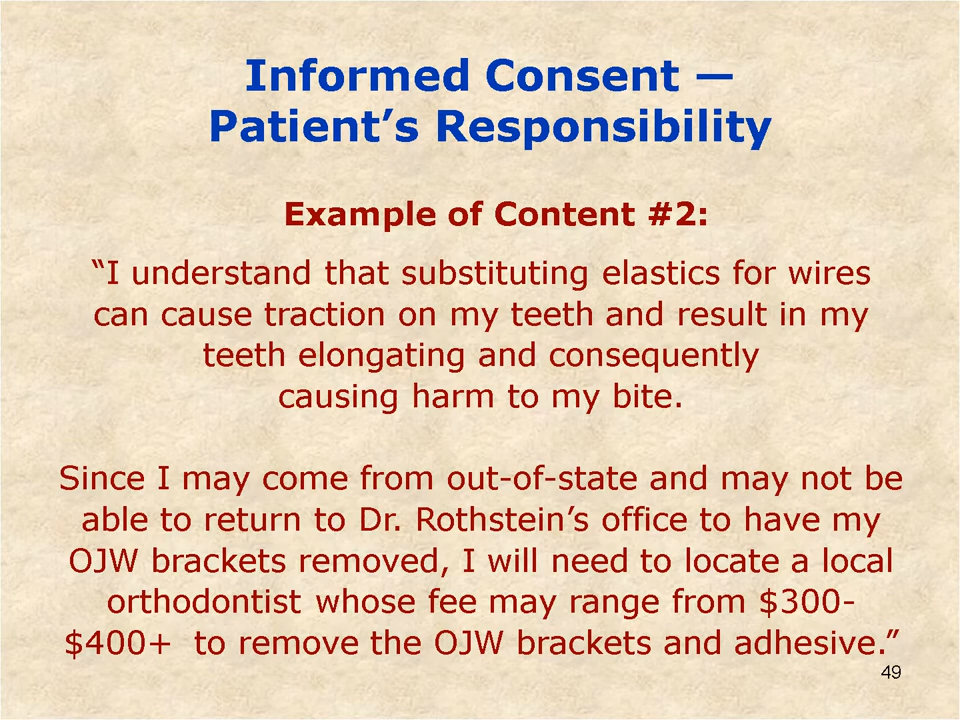 Informed Consent —
Patient’s Responsibility
Example of Content #2:
“I understand that substituting elastics for wires
can cause traction on my teeth and result in my
teeth elongating and consequently
causing harm to my bite.
Since I may come from out-of-state and may not be
able to return to Dr. Rothstein’s office to have my
OJW brackets removed, I will need to locate a local
orthodontist whose fee may range from $300-
$400+  to remove the OJW brackets and adhesive.”
49